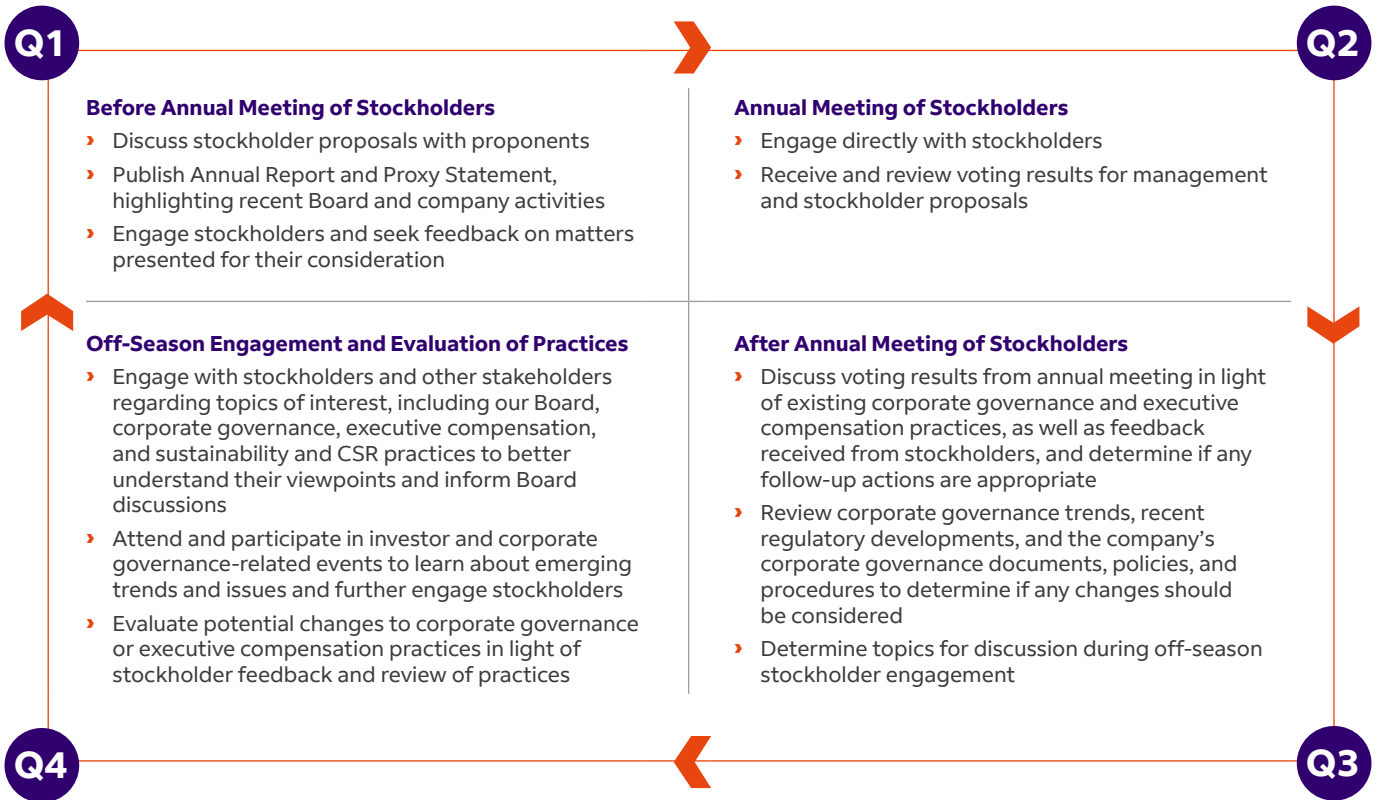 Q1
Q2
Before Annual Meeting of Stockholders
› Discuss stockholder proposals with proponents
› Publish Annual Report and Proxy Statement,
highlighting recent Board and company activities
› Engage stockholders and seek feedback on matters
presented for their consideration
Annual Meeting of Stockholders
› Engage directly with stockholders
› Receive and review voting results for management
and stockholder proposals
Off-Season Engagement and Evaluation of Practices
› Engage with stockholders and other stakeholders
regarding topics of interest, including our Board,
corporate governance, executive compensation,
and sustainability and CSR practices to better
understand their viewpoints and inform Board
discussions
› Attend and participate in investor and corporate
governance-related events to learn about emerging
trends and issues and further engage stockholders
› Evaluate potential changes to corporate governance
or executive compensation practices in light of
stockholder feedback and review of practices
After Annual Meeting of Stockholders
› Discuss voting results from annual meeting in light
of existing corporate governance and executive
compensation practices, as well as feedback
received from stockholders, and determine if any
follow-up actions are appropriate
› Review corporate governance trends, recent
regulatory developments, and the company’s
corporate governance documents, policies, and
procedures to determine if any changes should
be considered
› Determine topics for discussion during off-season
stockholder engagement
Q4
Q3